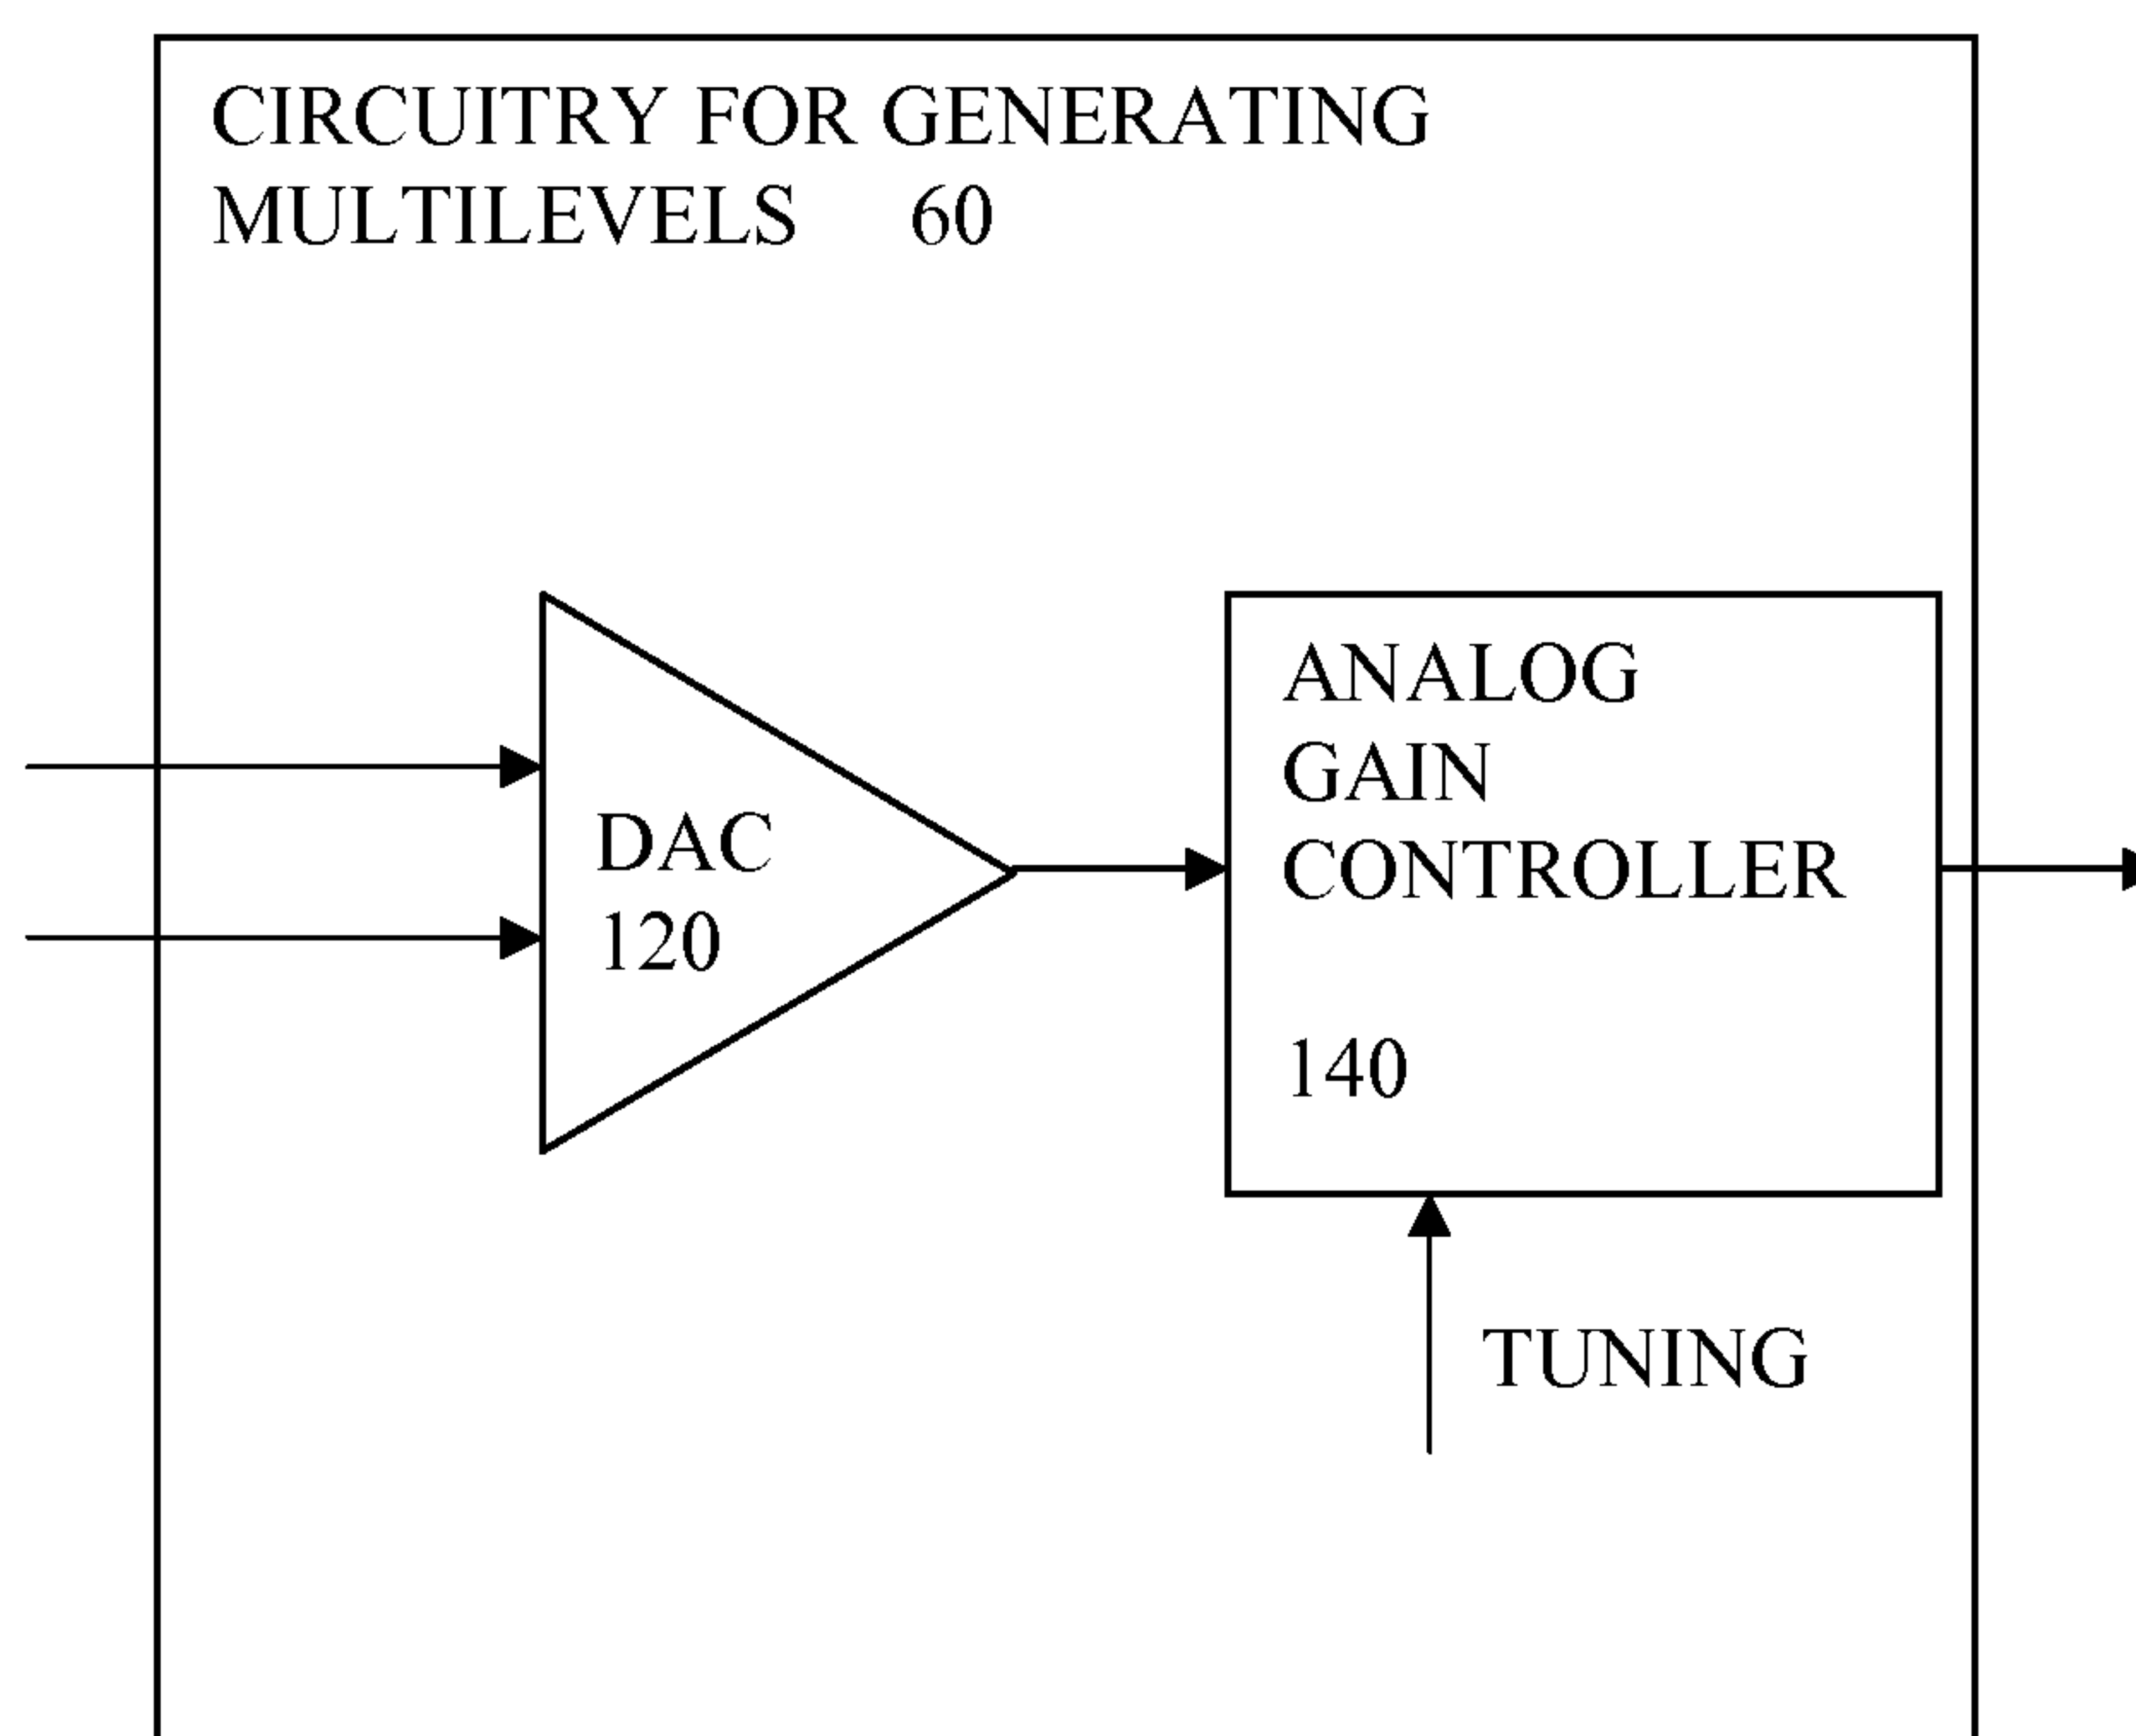 CIRCUITRY FOR GENERATING
MULTILEVELS 60
DAC
120
ANALOG
GAIN
CONTROLLER
140
TUNING